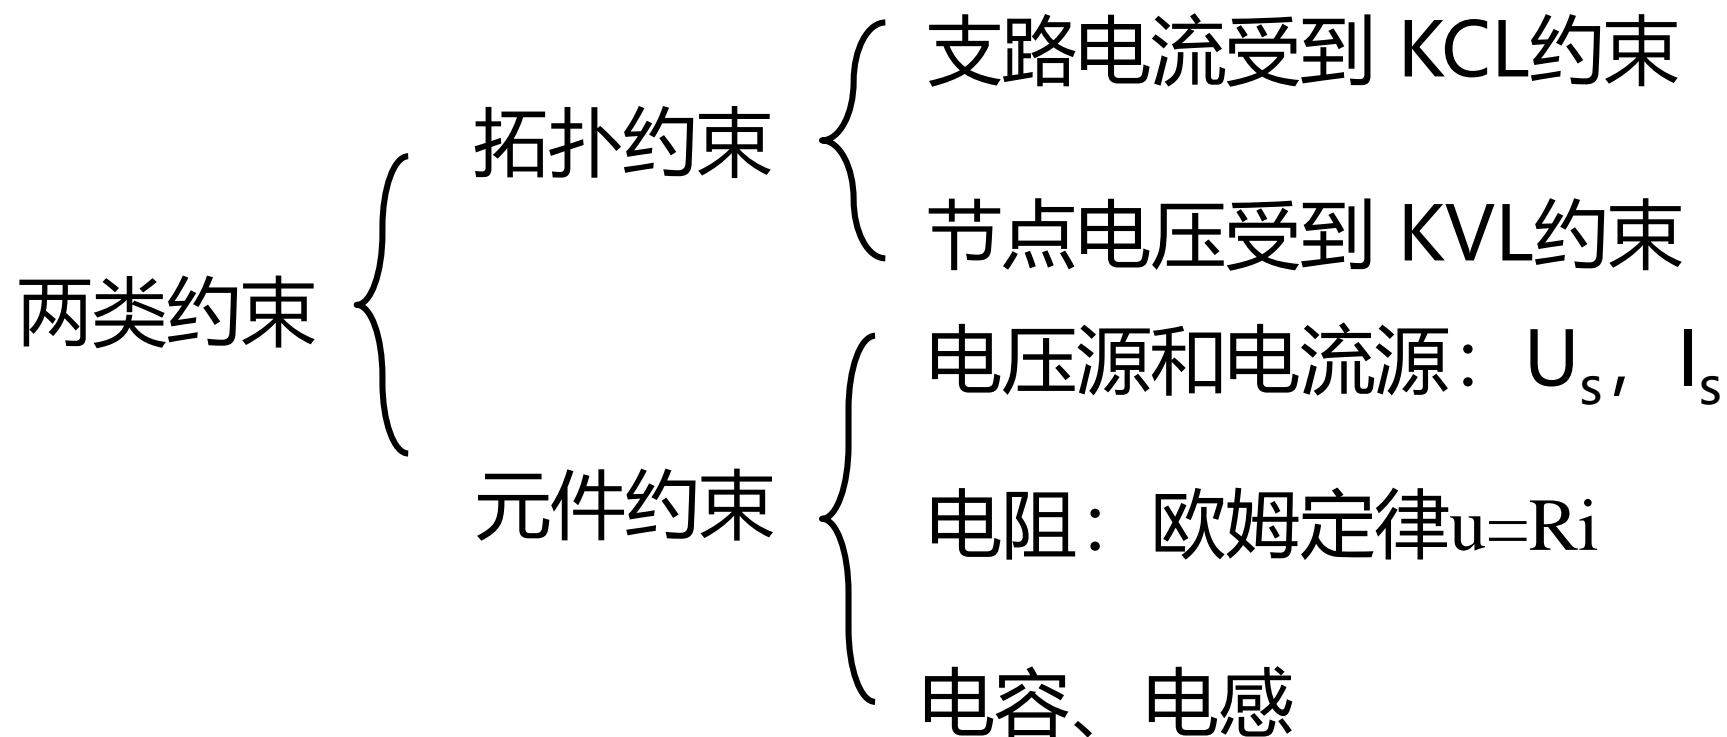 两类约束
拓扑约束
支路电流受到 KCL约束
节点电压受到 KVL约束
元件约束
电压源和电流源：Us，Is
电阻：欧姆定律u=Ri
电容、电感